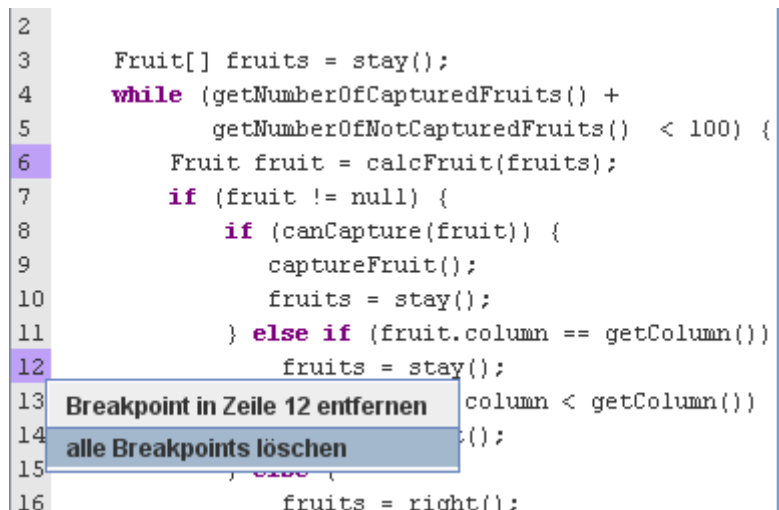 2
3 Fruit[] fruits = stay();
4 while (getNumberOfCapturedFruits() +
5 getNumberOfNotCapturedFruits() < 100) {
6 Fruit fruit = calcFruit(fruits);
7 if (fruit != null) {
8 if (canCapture(fruit)) {
9 captureFruit();
10 fruits = stay();
11 } else if (fruit.column == getColumn())
12 fruits = stay();
13 Breakpoint in Zeile 12 entfernen column < getColumn())
14 alle Breakpoints löschen ();
15 } else {
16 fruits = right();